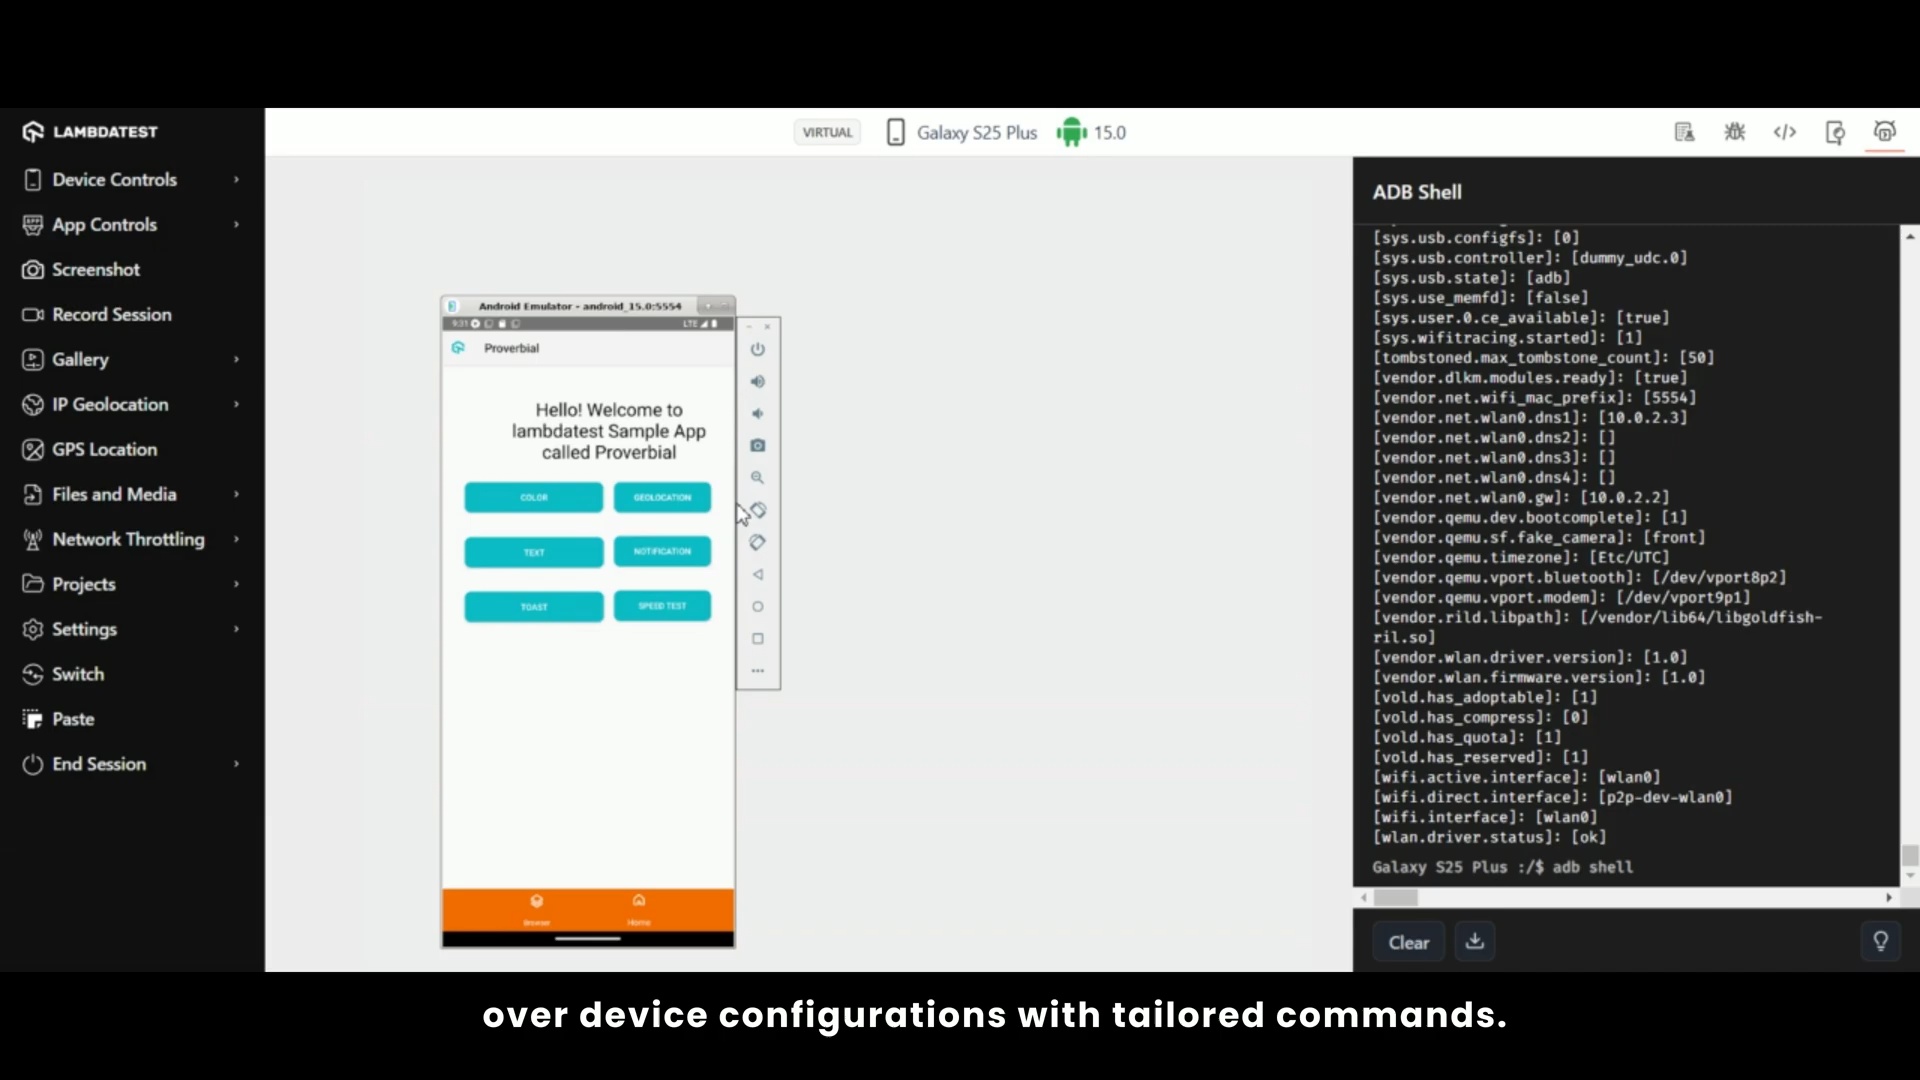 LAMBDATEST
Device Controls
App Controls
Screenshot
Record Session
Gallery
IP Geolocation
GPS Location
Files and Media
Network Throttling
Projects
Settings
Switch
Paste
End Session
VIRTUAL
Galaxy S25 Plus
15.0
Android Emulator - android_15.0:5554
9:31
LTE
Proverbial
Hello! Welcome to
lambdatest Sample App
called Proverbial
COLOR
GEOLOCATION
TEXT
NOTIFICATION
TOAST
SPEED TEST
Browser
Home
ADB Shell
[sys.usb.configfs]: [0]
[sys.usb.controller]: [dummy_udc.0]
[sys.usb.state]: [adb]
[sys.use_memfd]: [false]
[sys.user.0.ce_available]: [true]
[sys.wifitracing.started]: [1]
[tombstoned.max_tombstone_count]: [50]
[vendor.dlkm.modules.ready]: [true]
[vendor.net.wifi_mac_prefix]: [5554]
[vendor.net.wlan0.dns1]: [10.0.2.3]
[vendor.net.wlan0.dns2]: []
[vendor.net.wlan0.dns3]: []
[vendor.net.wlan0.dns4]: []
[vendor.net.wlan0.gw]: [10.0.2.2]
[vendor.qemu.dev.bootcomplete]: [1]
[vendor.qemu.sf.fake_camera]: [front]
[vendor.qemu.timezone]: [Etc/UTC]
[vendor.qemu.vport.bluetooth]: [/dev/vport8p2]
[vendor.qemu.vport.modem]: [/dev/vport9p1]
[vendor.rild.libpath]: [/vendor/lib64/libgoldfish-
ril.so]
[vendor.wlan.driver.version]: [1.0]
[vendor.wlan.firmware.version]: [1.0]
[vold.has_adoptable]: [1]
[vold.has_compress]: [0]
[vold.has_quota]: [1]
[vold.has_reserved]: [1]
[wifi.active.interface]: [wlan0]
[wifi.direct.interface]: [p2p-dev-wlan0]
[wifi.interface]: [wlan0]
[wlan.driver.status]: [ok]
Galaxy S25 Plus :/$ adb shell
Clear
over device configurations with tailored commands.